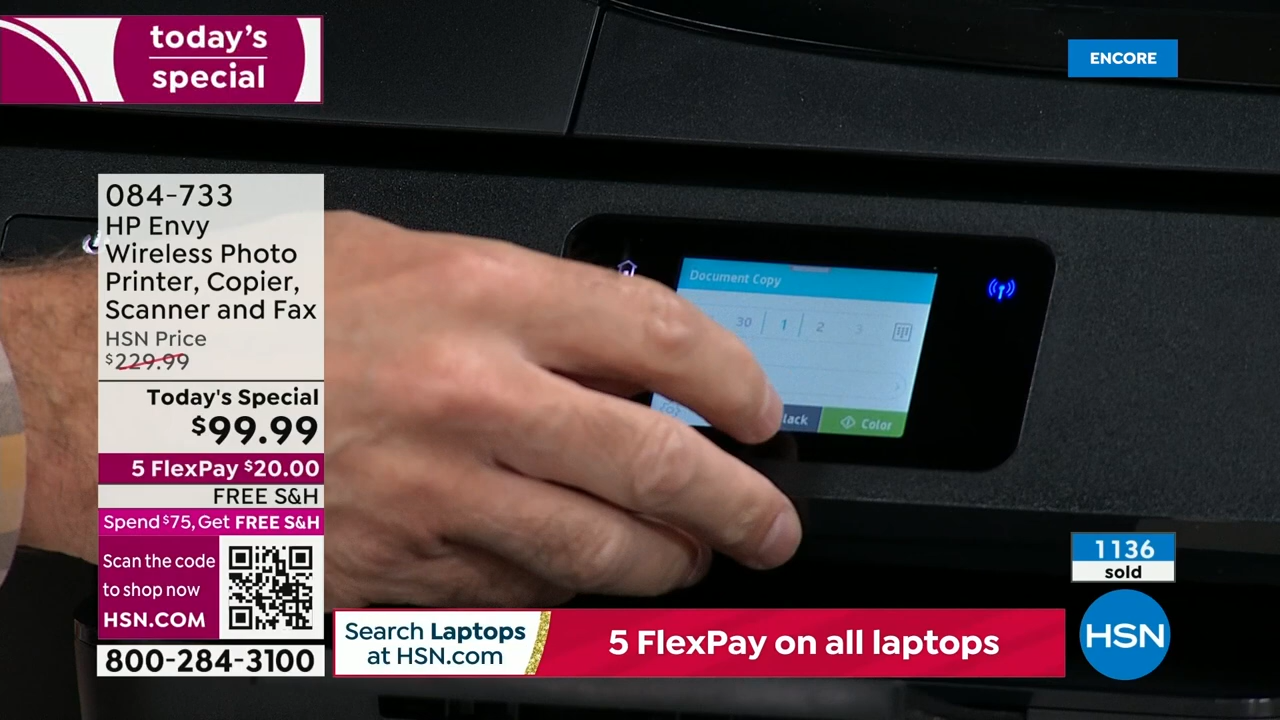 today's
special
ENCORE
084-733
HP Envy
Wireless Photo
Printer, Copier,
Scanner and Fax
HSN Price
$229.99
Today's Special
$99.99
5 FlexPay $20.00
FREE S&H
Spend $75, Get FREE S&H
Scan the code
to shop now
HSN.COM
800-284-3100
Document Copy
30 1 2 3
lack Color
1136
sold
HSN
Search Laptops
at HSN.com
5 FlexPay on all laptops